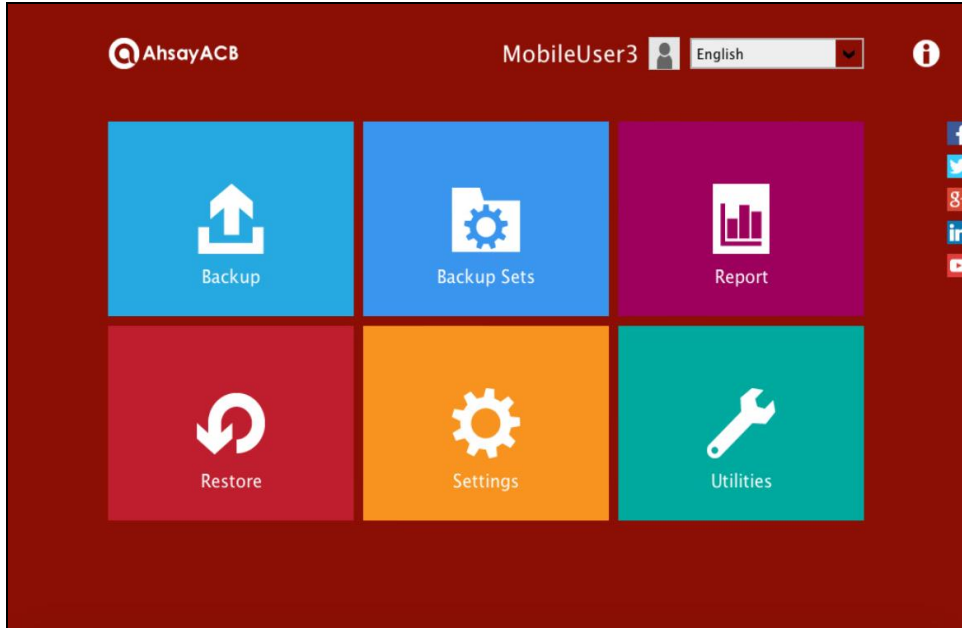 AhsayACB
MobileUser3
English
Backup
Backup Sets
Report
Restore
Settings
Utilities